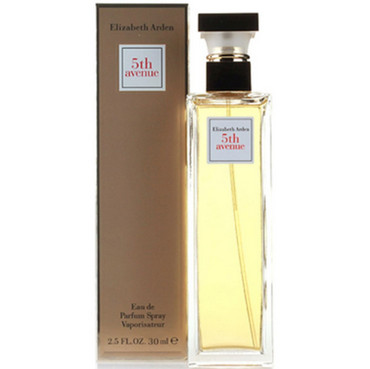 Elizabeth Arden
5th
avenue
Eau de
Parfum Spray
Vaporisateur
2.5 FL.OZ. 30 ml ℮
Elizabeth Arden
5th
avenue